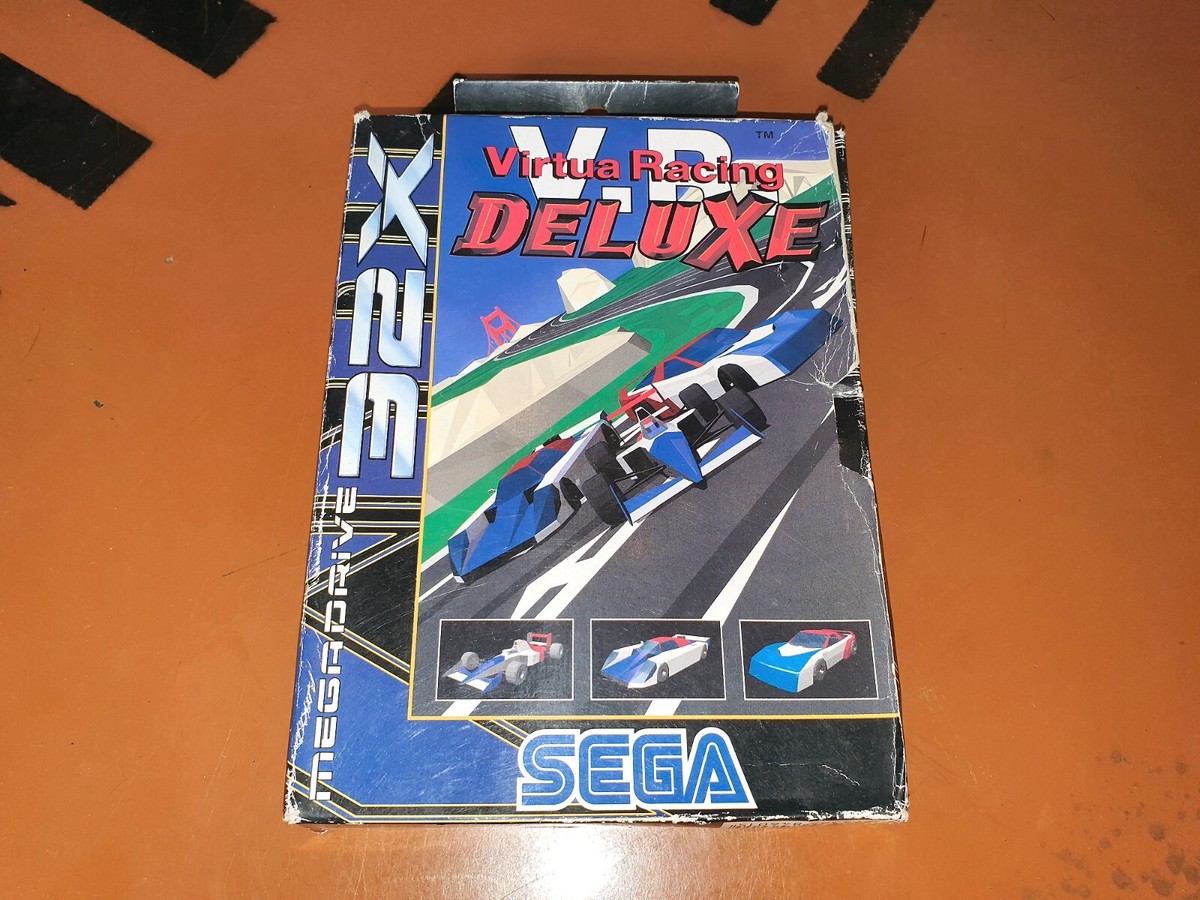 V.R.
TM
Virtua Racing
DELUXE
MEGADRIVE 32X
SEGA